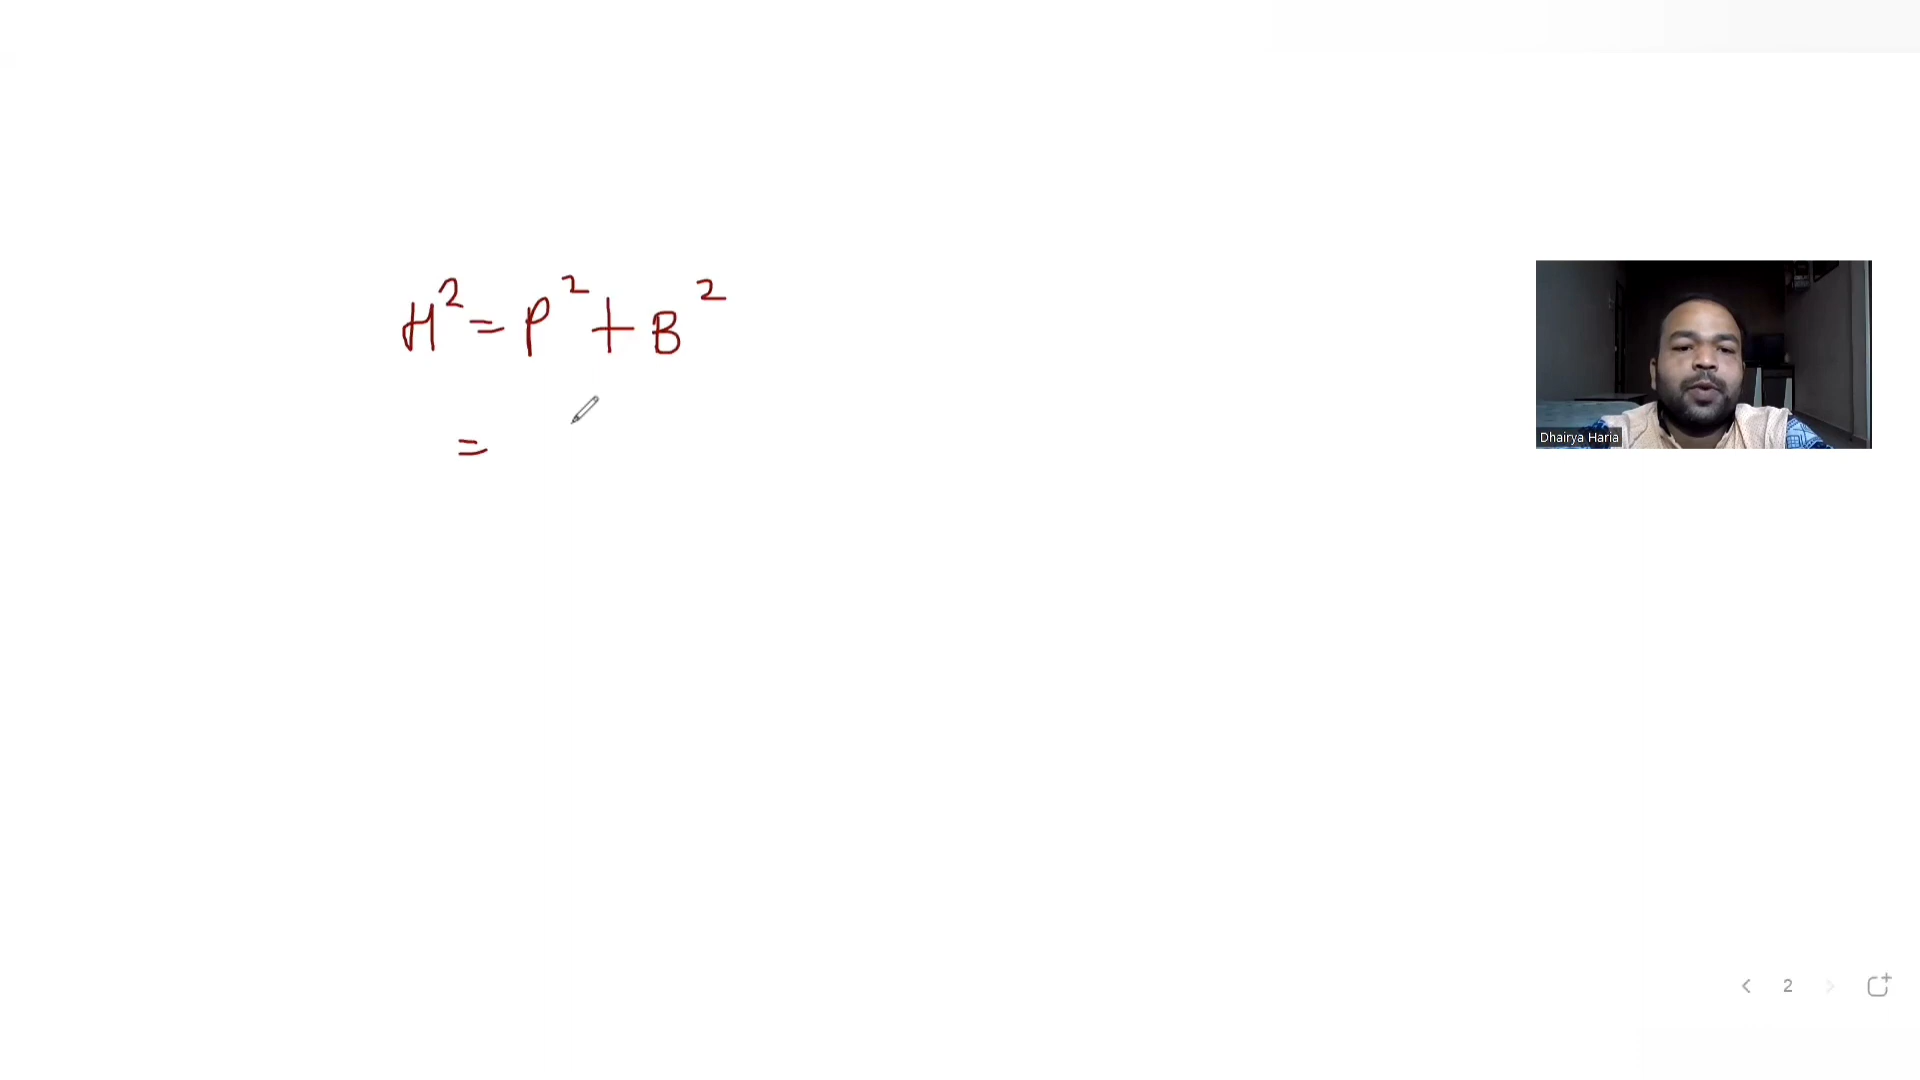 H² = P² + B²
=
Dhairya Haria
2